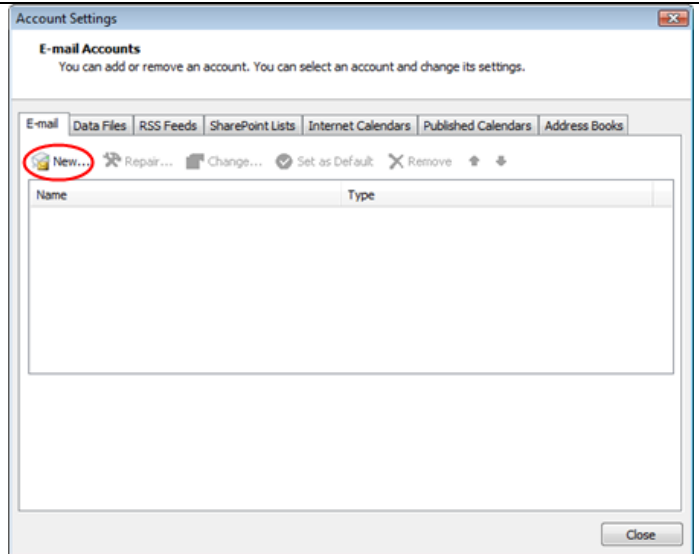 Account Settings
E-mail Accounts
You can add or remove an account. You can select an account and change its settings.
E-mail Data Files RSS Feeds SharePoint Lists Internet Calendars Published Calendars Address Books
New... Repair... Change... Set as Default Remove
Name Type
Close